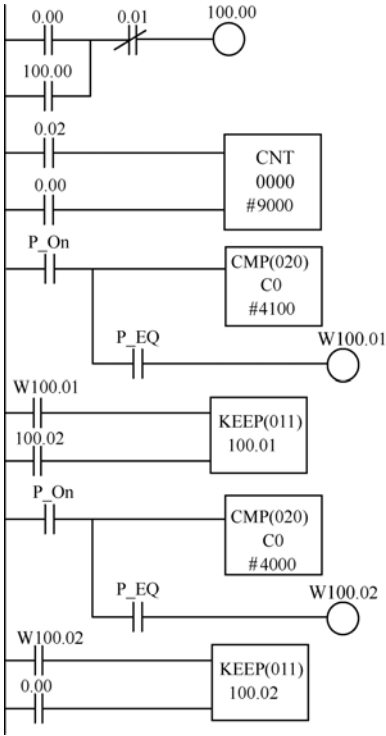 0.00 0.01 100.00
100.00
0.02
CNT
0000
#9000
0.00
P_On
CMP(020)
C0
#4100
P_EQ W100.01
W100.01
KEEP(011)
100.01
100.02
P_On
CMP(020)
C0
#4000
P_EQ W100.02
W100.02
KEEP(011)
100.02
0.00